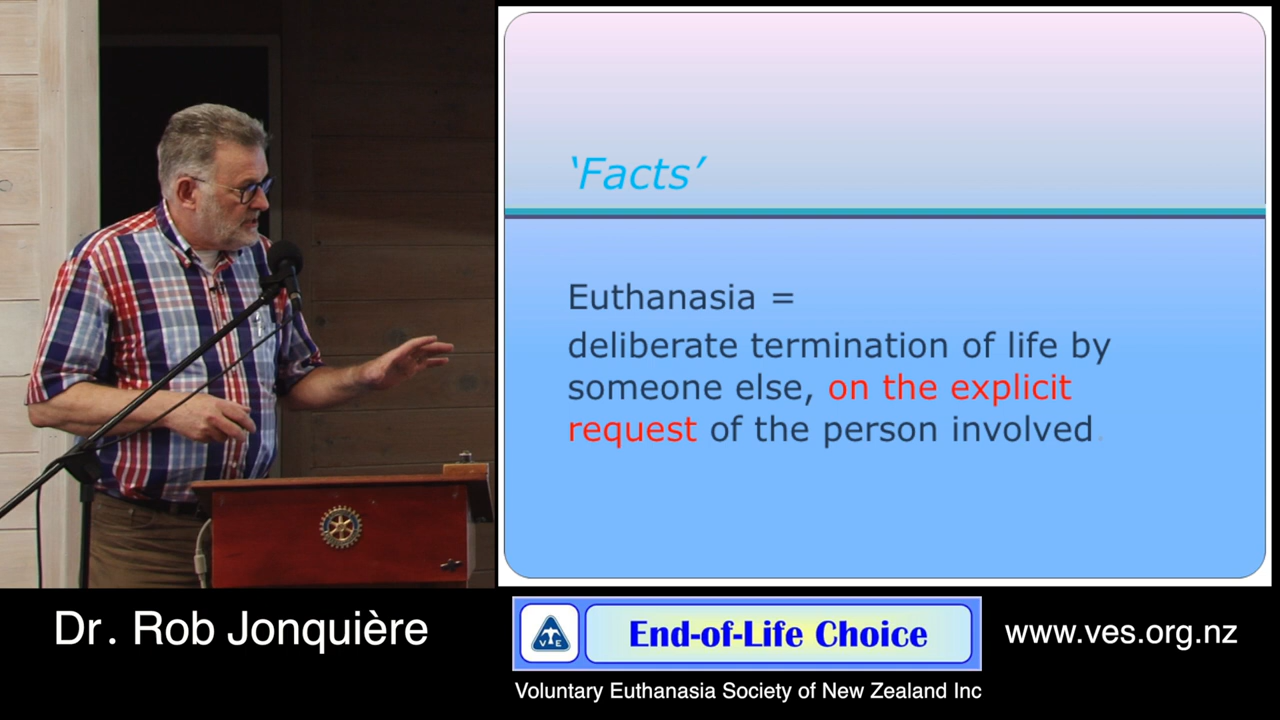 ‘Facts’
Euthanasia =
deliberate termination of life by
someone else, on the explicit
request of the person involved.
Dr. Rob Jonquière
V E
End-of-Life Choice
www.ves.org.nz
Voluntary Euthanasia Society of New Zealand Inc